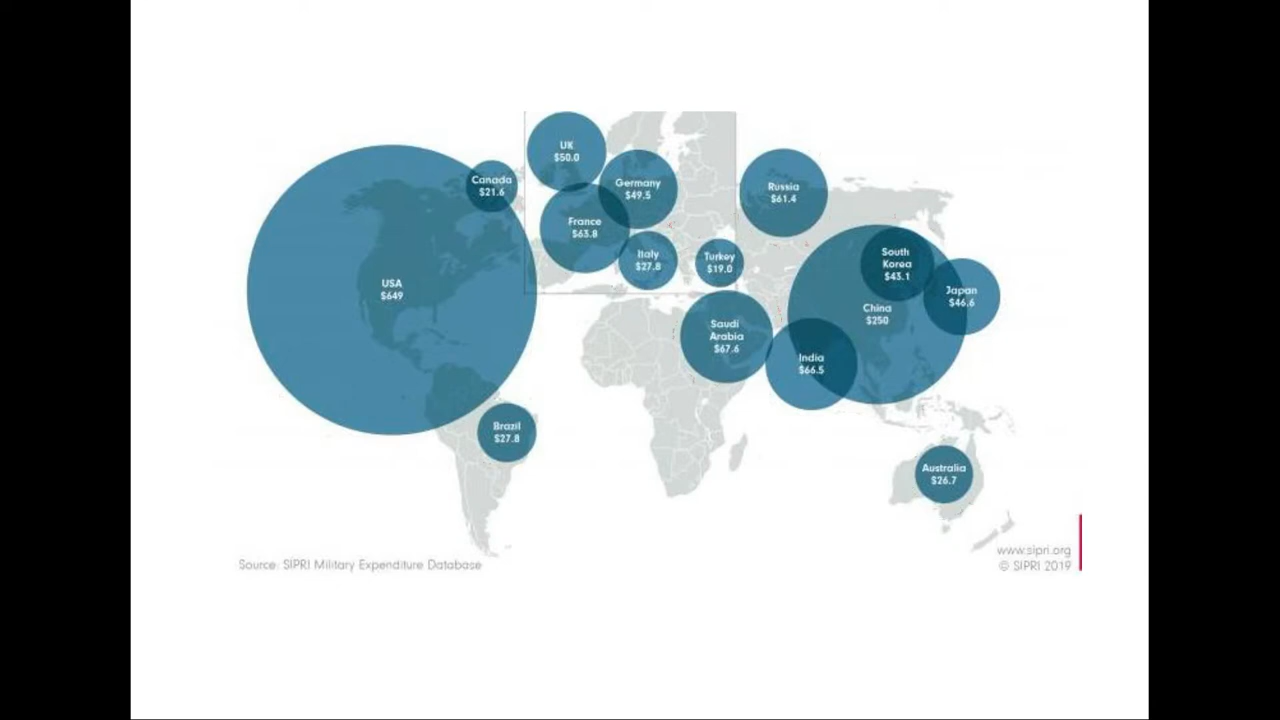 UK
$50.0
Canada
$21.6
Germany
$49.5
Russia
$61.4
France
$63.8
Italy
$27.8
Turkey
$19.0
South
Korea
$43.1
Japan
$46.6
USA
$649
China
$250
Saudi
Arabia
$67.6
India
$66.5
Brazil
$27.8
Australia
$26.7
Source: SIPRI Military Expenditure Database
www.sipri.org
© SIPRI 2019